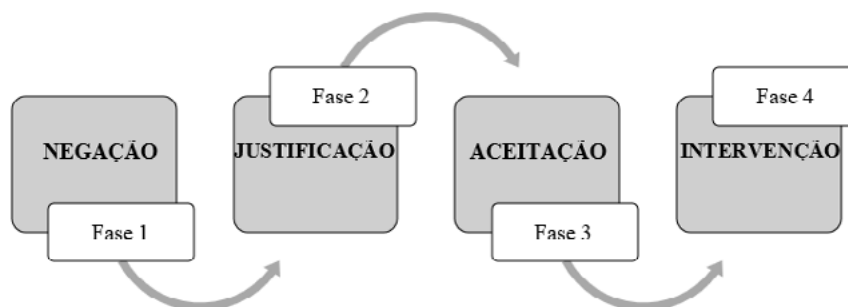 NEGAÇÃO
Fase 1
Fase 2
JUSTIFICAÇÃO
ACEITAÇÃO
Fase 3
Fase 4
INTERVENÇÃO